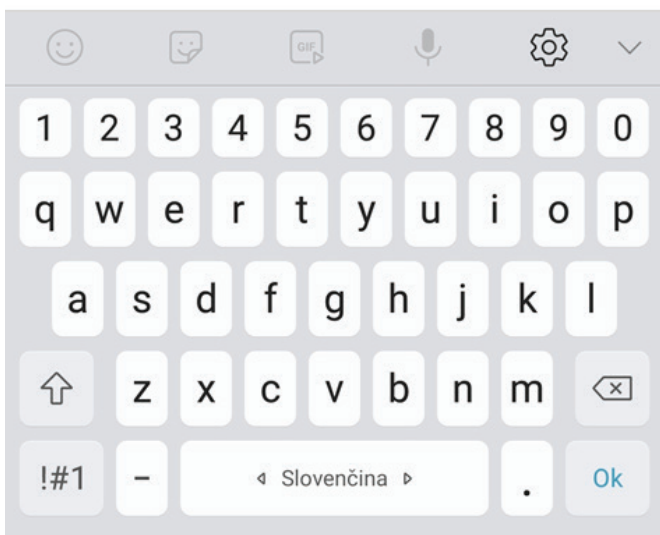 GIF
1 2 3 4 5 6 7 8 9 0
q w e r t y u i o p
a s d f g h j k l
z x c v b n m
!#1 - Slovenčina . Ok